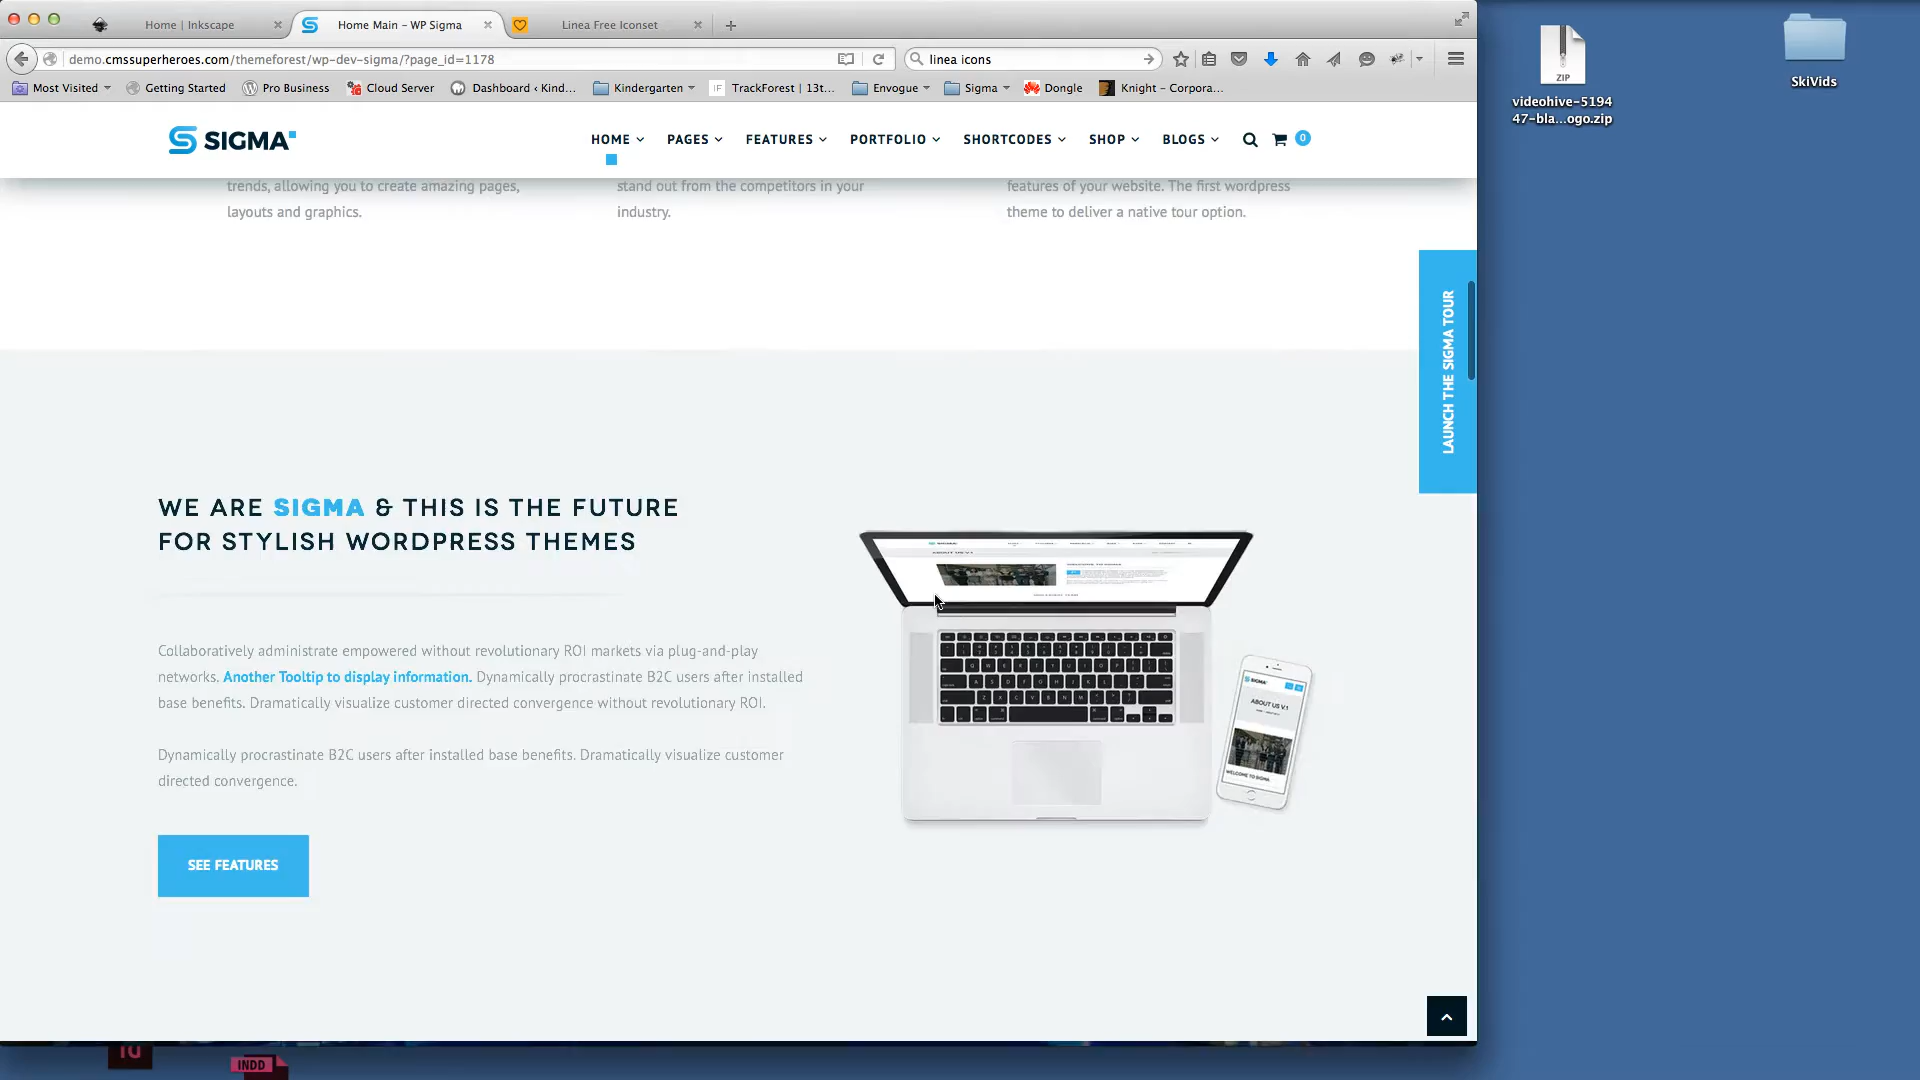 Home | Inkscape
Home Main – WP Sigma
Linea Free Iconset
demo.cmssuperheroes.com/themeforest/wp-dev-sigma/?page_id=1178
linea icons
Most Visited
Getting Started
Pro Business
Cloud Server
Dashboard ‹ Kind...
Kindergarten
TrackForest | 13t...
Envogue
Sigma
Dongle
Knight – Corpora...
SIGMA
HOME
PAGES
FEATURES
PORTFOLIO
SHORTCODES
SHOP
BLOGS
0
trends, allowing you to create amazing pages,
layouts and graphics.
stand out from the competitors in your
industry.
features of your website. The first wordpress
theme to deliver a native tour option.
LAUNCH THE SIGMA TOUR
WE ARE SIGMA & THIS IS THE FUTURE
FOR STYLISH WORDPRESS THEMES
Collaboratively administrate empowered without revolutionary ROI markets via plug-and-play
networks. Another Tooltip to display information. Dynamically procrastinate B2C users after installed
base benefits. Dramatically visualize customer directed convergence without revolutionary ROI.
Dynamically procrastinate B2C users after installed base benefits. Dramatically visualize customer
directed convergence.
SEE FEATURES
SIGMA
ABOUT US V.1
WELCOME TO SIGMA
ZIP
videohive-5194
47-bla...ogo.zip
SkiVids
INDD